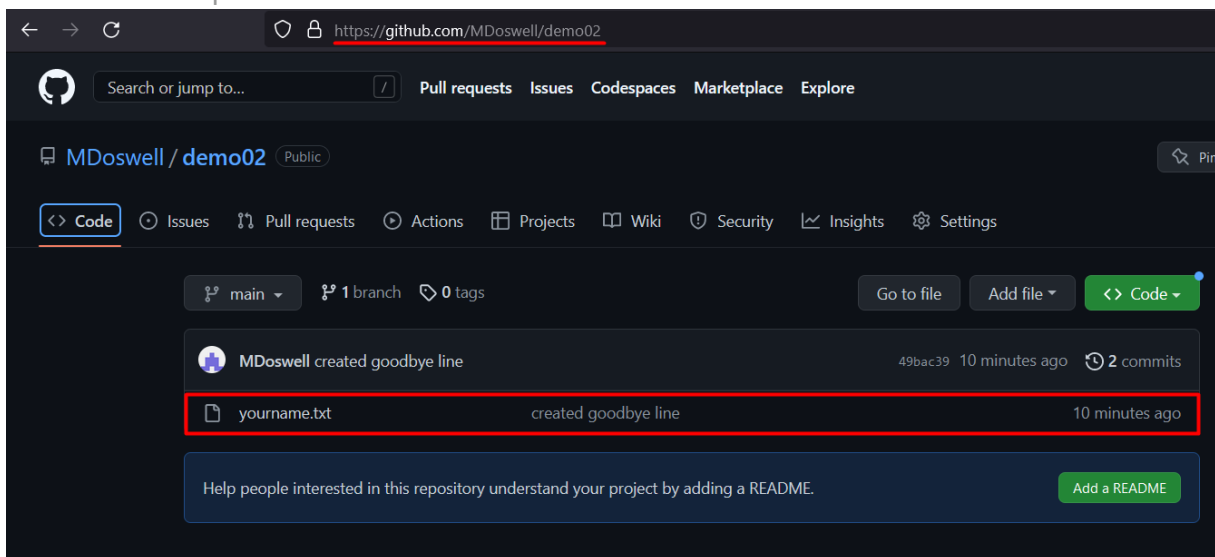 https://github.com/MDoswell/demo02
Search or jump to... / Pull requests Issues Codespaces Marketplace Explore
MDoswell / demo02 Public
<> Code Issues Pull requests Actions Projects Wiki Security Insights Settings
main 1 branch 0 tags Go to file Add file <> Code
MDoswell created goodbye line 49bac39 10 minutes ago 2 commits
yourname.txt created goodbye line 10 minutes ago
Help people interested in this repository understand your project by adding a README. Add a README